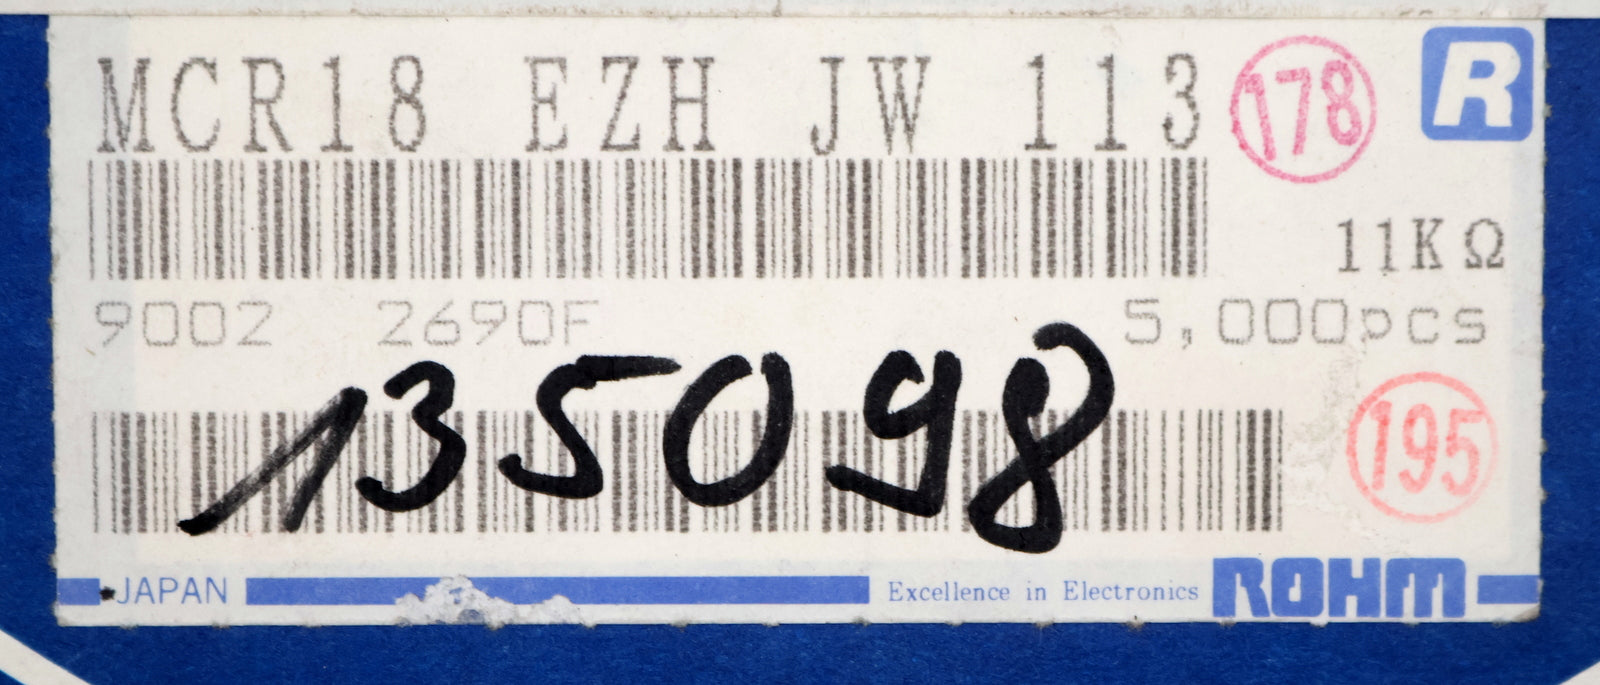 MCR18 EZH JW 113
178
R
11KΩ
9002 2690F 5,000pcs
135098
195
JAPAN
Excellence in Electronics
ROHM